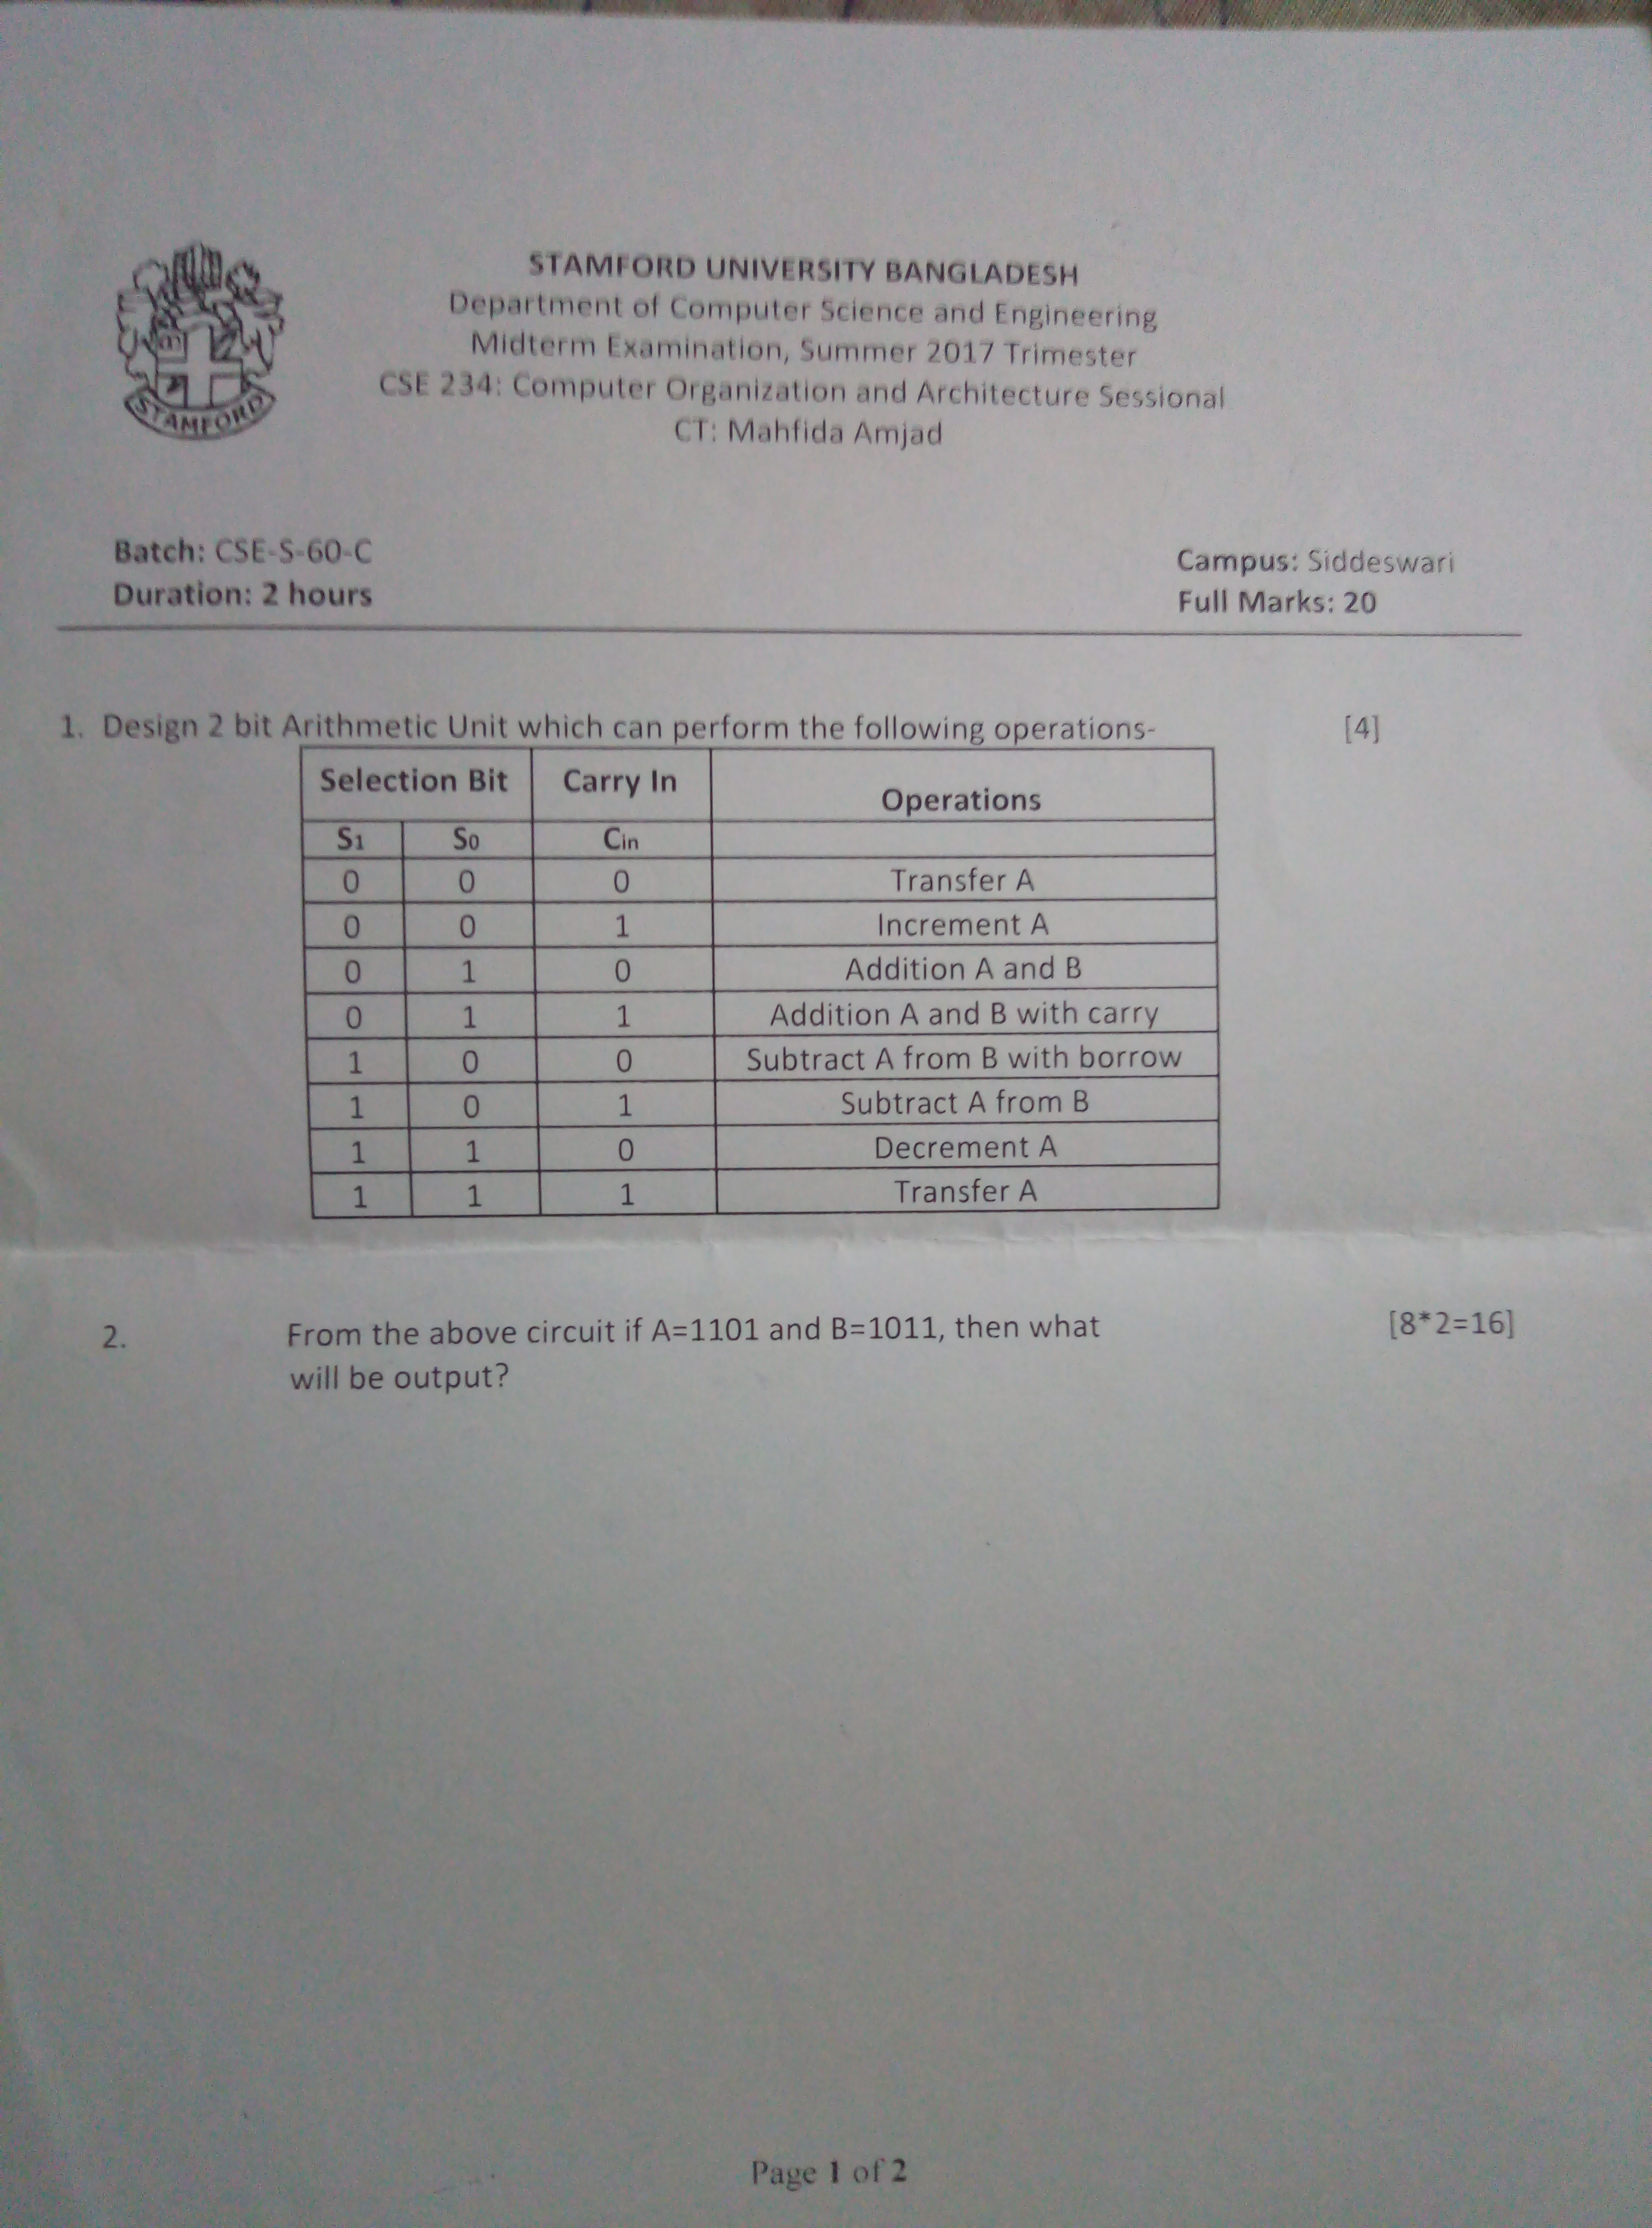 STAMFORD
STAMFORD UNIVERSITY BANGLADESH
Department of Computer Science and Engineering
Midterm Examination, Summer 2017 Trimester
CSE 234: Computer Organization and Architecture Sessional
CT: Mahfida Amjad
Batch: CSE-S-60-C
Campus: Siddeswari
Duration: 2 hours
Full Marks: 20
1. Design 2 bit Arithmetic Unit which can perform the following operations- [4]
Selection Bit Carry In Operations
S1 S0 Cin
0 0 0 Transfer A
0 0 1 Increment A
0 1 0 Addition A and B
0 1 1 Addition A and B with carry
1 0 0 Subtract A from B with borrow
1 0 1 Subtract A from B
1 1 0 Decrement A
1 1 1 Transfer A
2. From the above circuit if A=1101 and B=1011, then what [8*2=16]
will be output?
Page 1 of 2